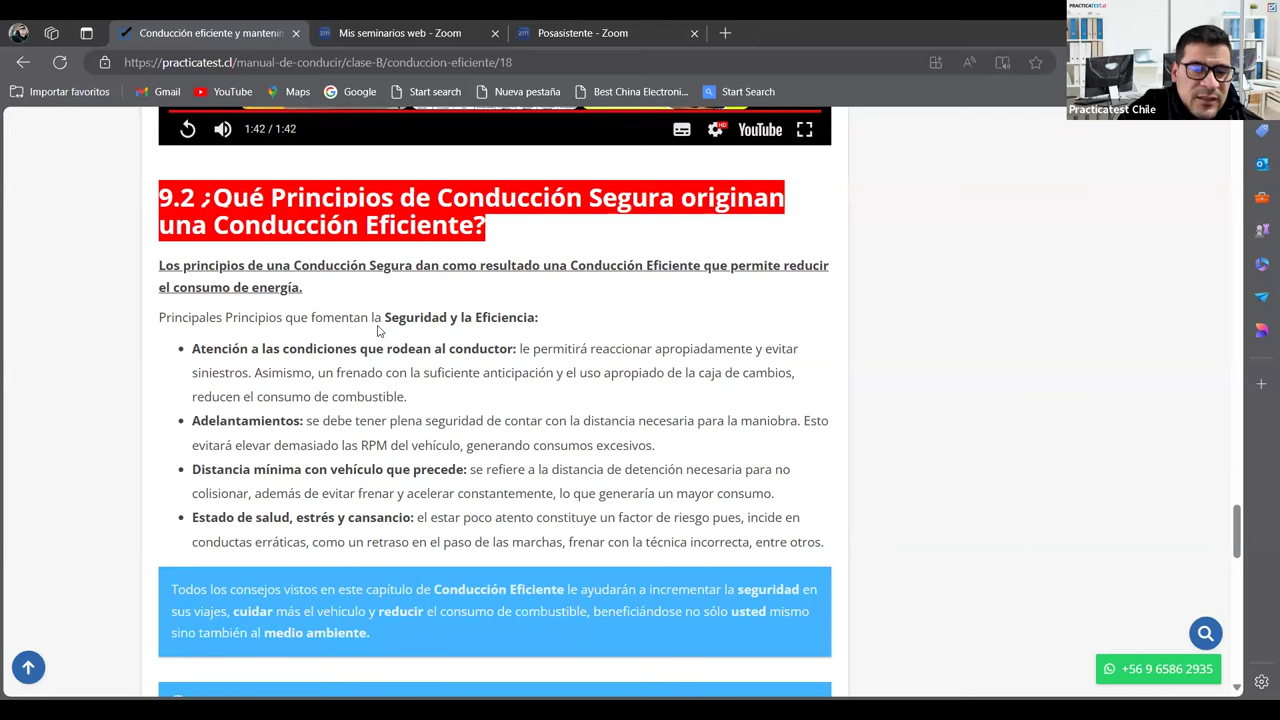 PRACTICATEST.CL
Conducción eficiente y mantenin
Mis seminarios web - Zoom
Posasistente - Zoom
https://practicatest.cl/manual-de-conducir/clase-B/conduccion-eficiente/18
Importar favoritos
Gmail
YouTube
Maps
Google
Start search
Nueva pestaña
Best China Electroni...
Start Search
Practicatest Chile
1:42 / 1:42
HD
YouTube
9.2 ¿Qué Principios de Conducción Segura originan
una Conducción Eficiente?
Los principios de una Conducción Segura dan como resultado una Conducción Eficiente que permite reducir
el consumo de energía.
Principales Principios que fomentan la Seguridad y la Eficiencia:
• Atención a las condiciones que rodean al conductor: le permitirá reaccionar apropiadamente y evitar
siniestros. Asimismo, un frenado con la suficiente anticipación y el uso apropiado de la caja de cambios,
reducen el consumo de combustible.
• Adelantamientos: se debe tener plena seguridad de contar con la distancia necesaria para la maniobra. Esto
evitará elevar demasiado las RPM del vehículo, generando consumos excesivos.
• Distancia mínima con vehículo que precede: se refiere a la distancia de detención necesaria para no
colisionar, además de evitar frenar y acelerar constantemente, lo que generaría un mayor consumo.
• Estado de salud, estrés y cansancio: el estar poco atento constituye un factor de riesgo pues, incide en
conductas erráticas, como un retraso en el paso de las marchas, frenar con la técnica incorrecta, entre otros.
Todos los consejos vistos en este capítulo de Conducción Eficiente le ayudarán a incrementar la seguridad en
sus viajes, cuidar más el vehículo y reducir el consumo de combustible, beneficiándose no sólo usted mismo
sino también al medio ambiente.
+56 9 6586 2935